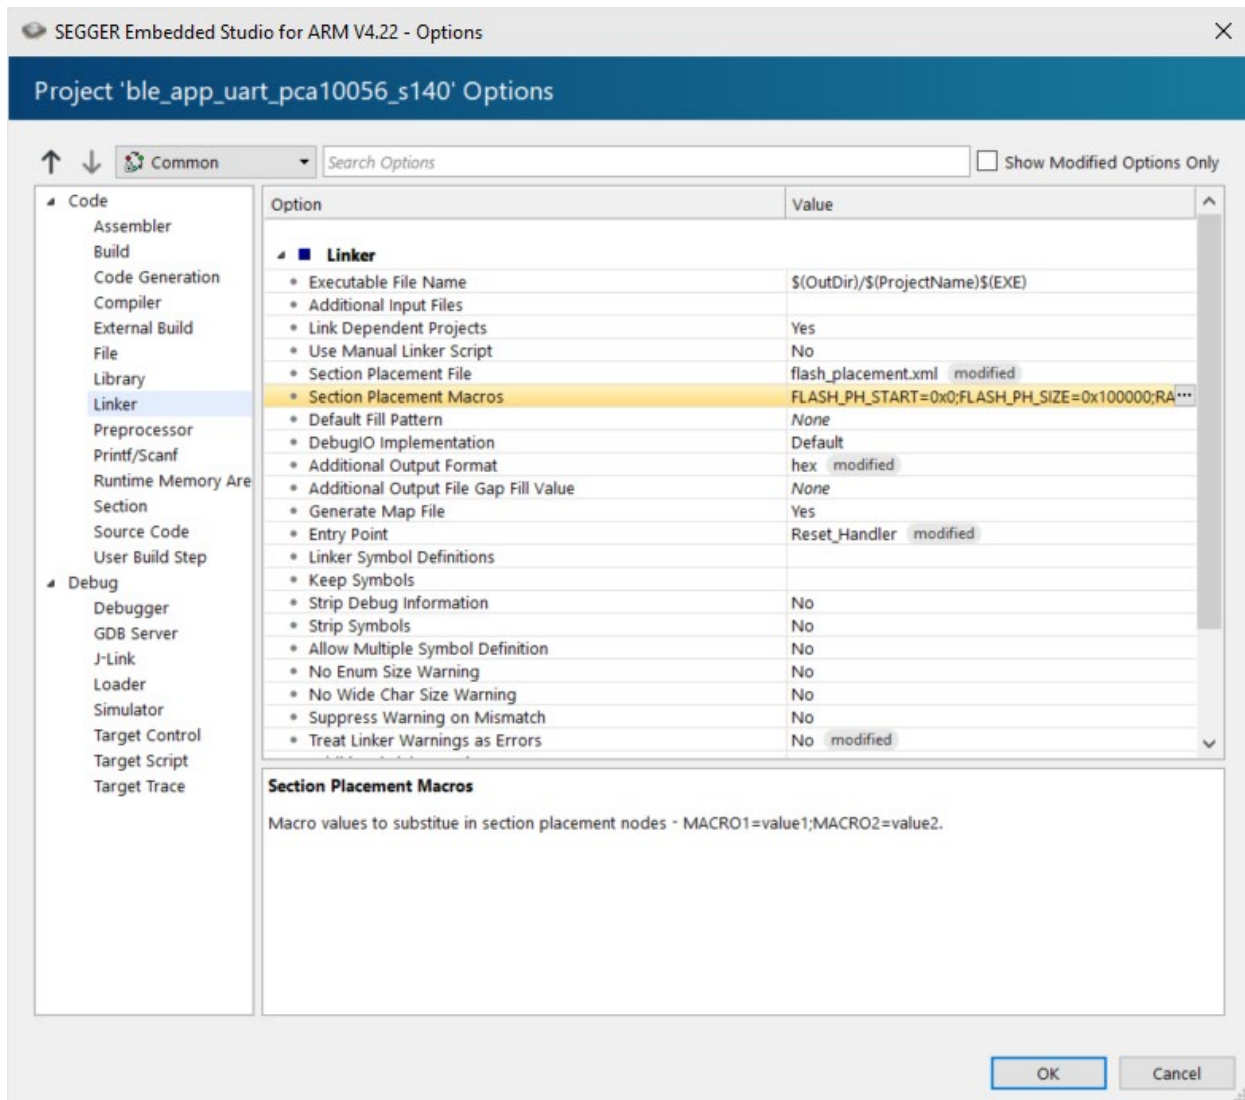 SEGGER Embedded Studio for ARM V4.22 - Options
Project 'ble_app_uart_pca10056_s140' Options
Common
Search Options
Show Modified Options Only
Code
Assembler
Build
Code Generation
Compiler
External Build
File
Library
Linker
Preprocessor
Printf/Scanf
Runtime Memory Are
Section
Source Code
User Build Step
Debug
Debugger
GDB Server
J-Link
Loader
Simulator
Target Control
Target Script
Target Trace
Option Value
Linker
Executable File Name $(OutDir)/$(ProjectName)$(EXE)
Additional Input Files
Link Dependent Projects Yes
Use Manual Linker Script No
Section Placement File flash_placement.xml modified
Section Placement Macros FLASH_PH_START=0x0;FLASH_PH_SIZE=0x100000;RA ...
Default Fill Pattern None
DebugIO Implementation Default
Additional Output Format hex modified
Additional Output File Gap Fill Value None
Generate Map File Yes
Entry Point Reset_Handler modified
Linker Symbol Definitions
Keep Symbols
Strip Debug Information No
Strip Symbols No
Allow Multiple Symbol Definition No
No Enum Size Warning No
No Wide Char Size Warning No
Suppress Warning on Mismatch No
Treat Linker Warnings as Errors No modified
Section Placement Macros
Macro values to substitue in section placement nodes - MACRO1=value1;MACRO2=value2.
OK Cancel